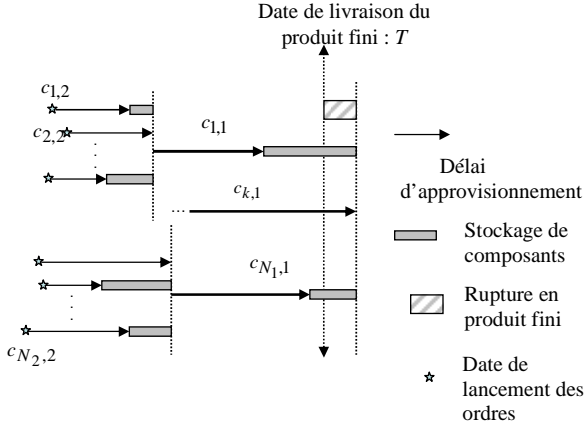 Date de livraison du
produit fini : T
c1,2
c2,2
c1,1
Délai
d'approvisionnement
ck,1
Stockage de
composants
cN1,1
Rupture en
produit fini
cN2,2
Date de
lancement des
ordres